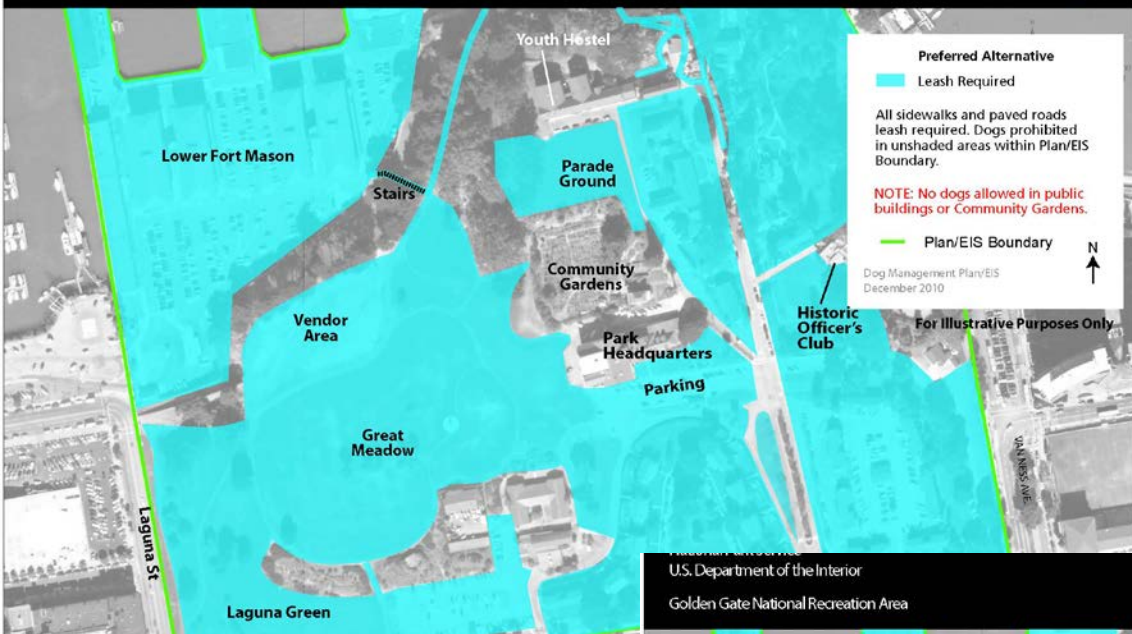 Youth Hostel
Preferred Alternative
Leash Required
All sidewalks and paved roads
leash required. Dogs prohibited
in unshaded areas within Plan/EIS
Boundary.
NOTE: No dogs allowed in public
buildings or Community Gardens.
Plan/EIS Boundary
N
Dog Management Plan/EIS
December 2010
For Illustrative Purposes Only
Lower Fort Mason
Stairs
Parade
Ground
Community
Gardens
Historic
Officer's
Club
Vendor
Area
Park
Headquarters
Parking
Great
Meadow
VAN NESS AVE.
Laguna St.
Laguna Green
U.S. Department of the Interior
Golden Gate National Recreation Area